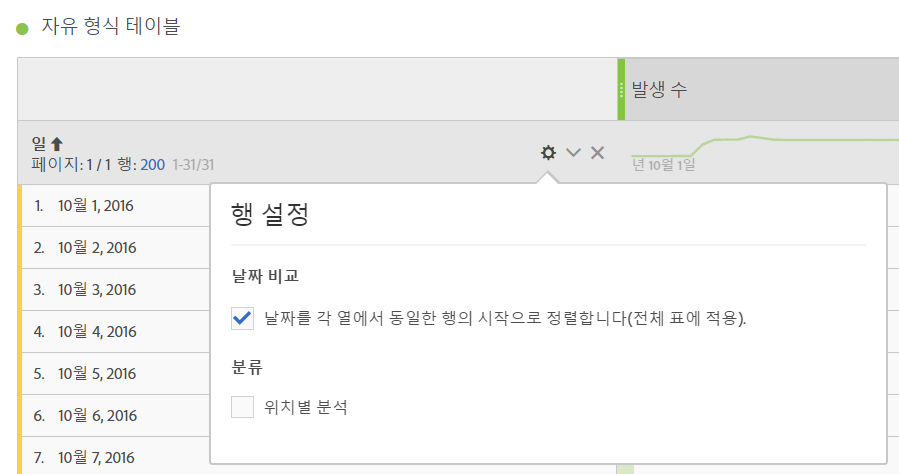 자유 형식 테이블
발생 수
일
페이지: 1 / 1 행: 200 1-31/31
년 10월 1일
1. 10월 1, 2016
2. 10월 2, 2016
3. 10월 3, 2016
4. 10월 4, 2016
5. 10월 5, 2016
6. 10월 6, 2016
7. 10월 7, 2016
행 설정
날짜 비교
날짜를 각 열에서 동일한 행의 시작으로 정렬합니다(전체 표에 적용).
분류
위치별 분석